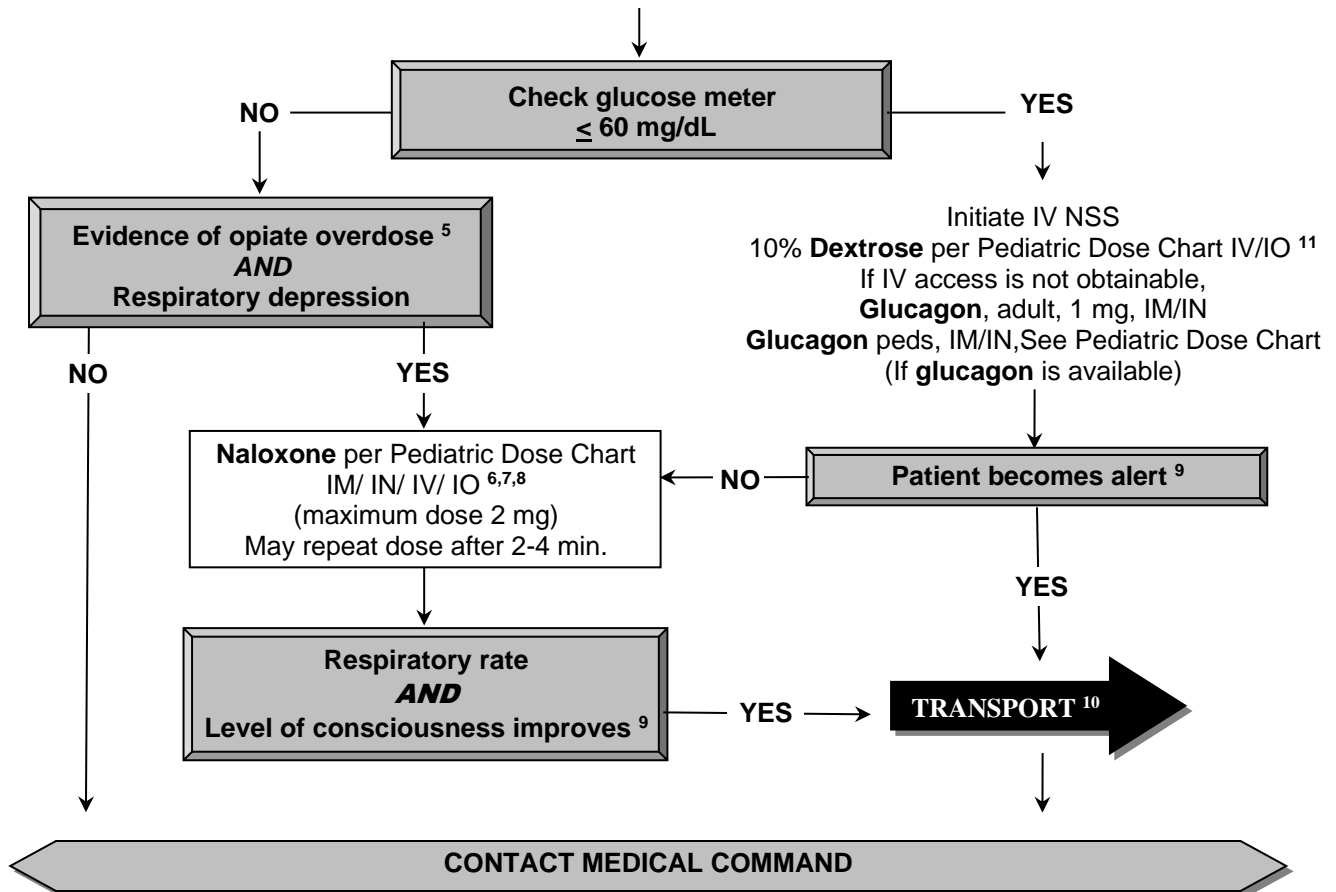 Check glucose meter
≤ 60 mg/dL
NO
YES
Evidence of opiate overdose 5
AND
Respiratory depression
Initiate IV NSS
10% Dextrose per Pediatric Dose Chart IV/IO 11
If IV access is not obtainable,
Glucagon, adult, 1 mg, IM/IN
Glucagon peds, IM/IN,See Pediatric Dose Chart
(If glucagon is available)
NO
YES
Naloxone per Pediatric Dose Chart
IM/ IN/ IV/ IO 6,7,8
(maximum dose 2 mg)
May repeat dose after 2-4 min.
NO
Patient becomes alert 9
YES
Respiratory rate
AND
Level of consciousness improves 9
YES
TRANSPORT 10
CONTACT MEDICAL COMMAND